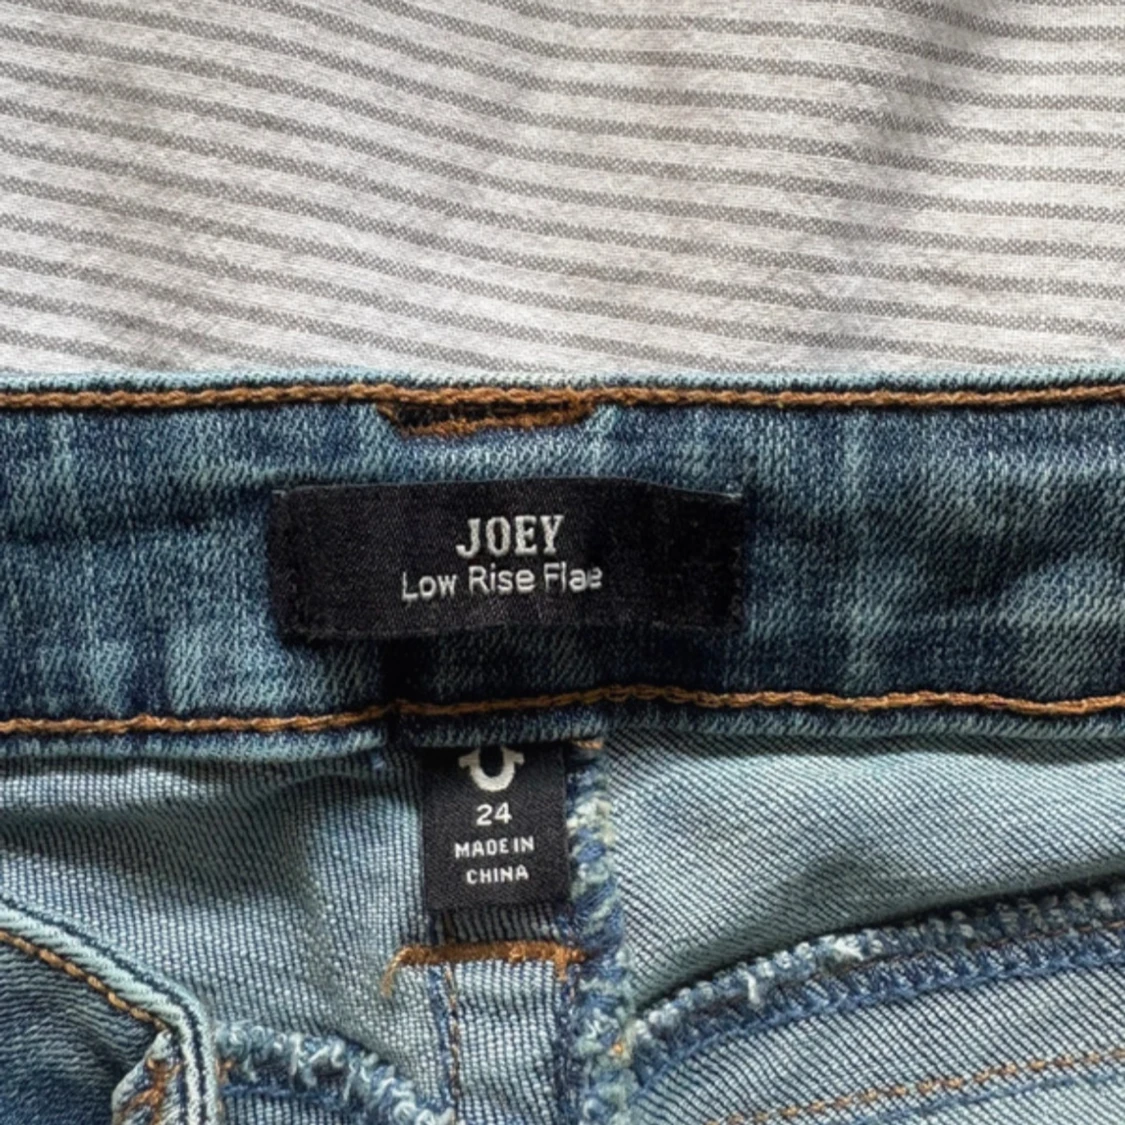 JOEY
Low Rise Flae
24
MADE IN
CHINA